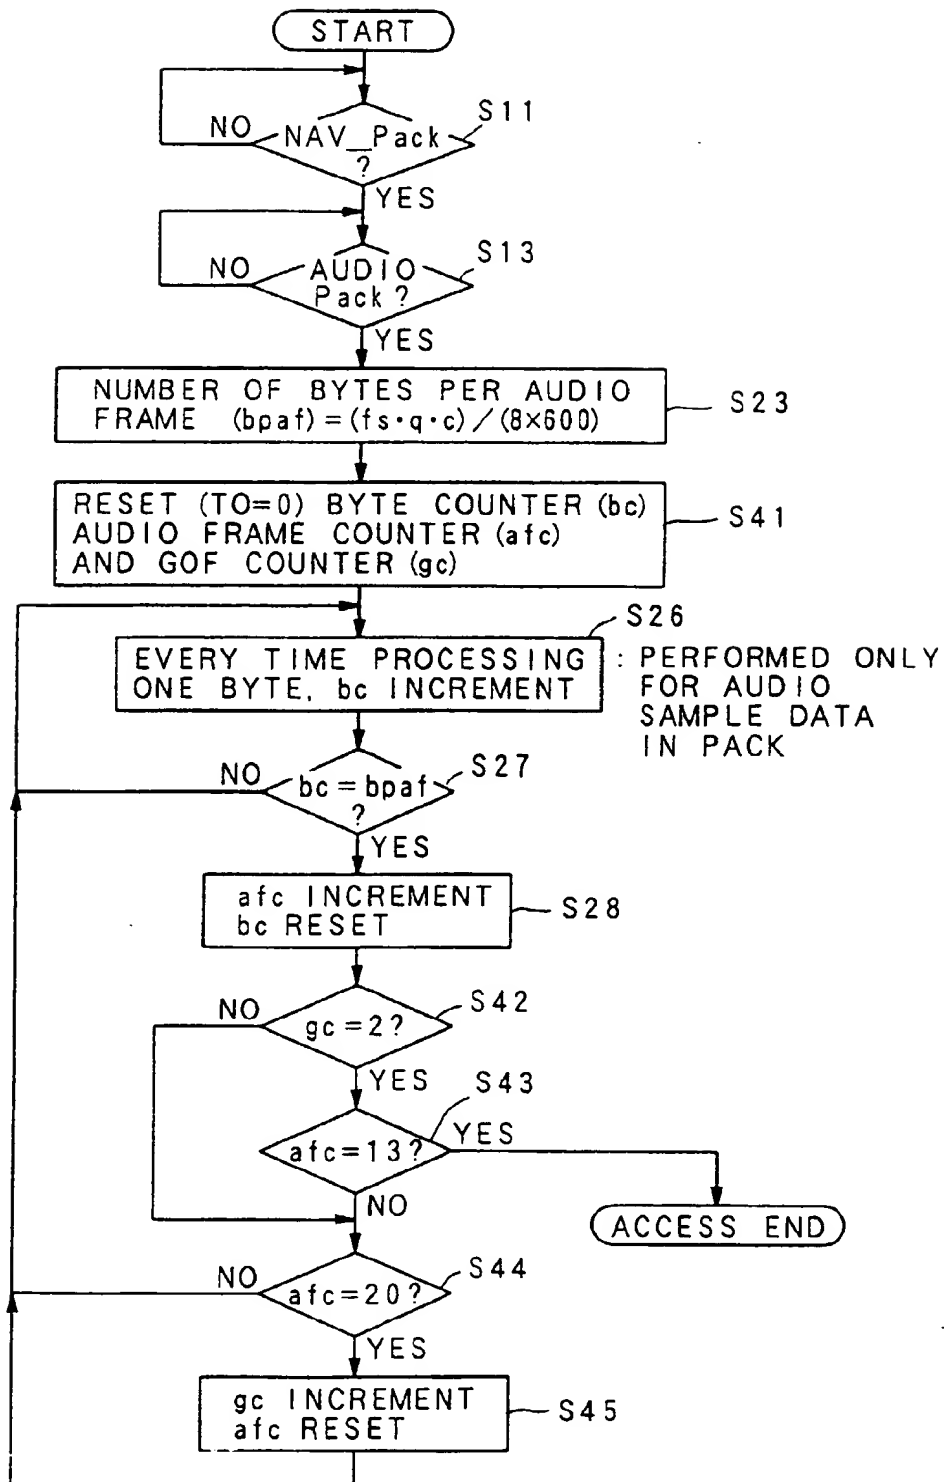 START
S11
NO
NAV_Pack
?
YES
S13
NO
AUDIO
Pack?
YES
NUMBER OF BYTES PER AUDIO
FRAME (bpaf)=(fs·q·c)/(8×600)
S23
RESET (TO=0) BYTE COUNTER (bc)
AUDIO FRAME COUNTER (afc)
AND GOF COUNTER (gc)
S41
S26
EVERY TIME PROCESSING
ONE BYTE, bc INCREMENT
: PERFORMED ONLY
FOR AUDIO
SAMPLE DATA
IN PACK
S27
NO
bc=bpaf
?
YES
afc INCREMENT
bc RESET
S28
S42
NO
gc=2?
YES
S43
afc=13?
YES
NO
ACCESS END
S44
NO
afc=20?
YES
gc INCREMENT
afc RESET
S45